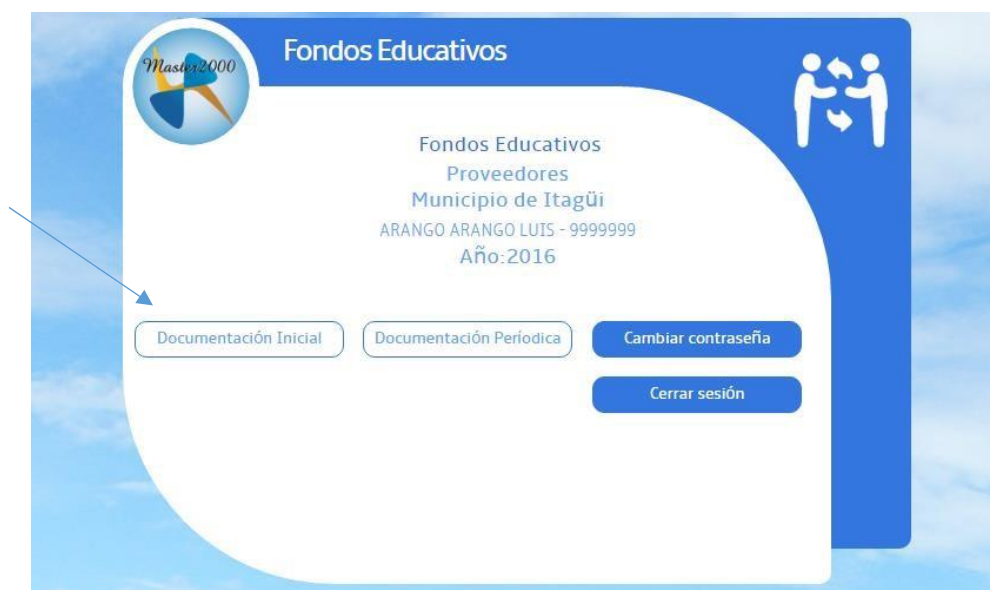 Master2000
Fondos Educativos
Fondos Educativos
Proveedores
Municipio de Itagüi
ARANGO ARANGO LUIS - 9999999
Año:2016
Documentación Inicial
Documentación Períodica
Cambiar contraseña
Cerrar sesión